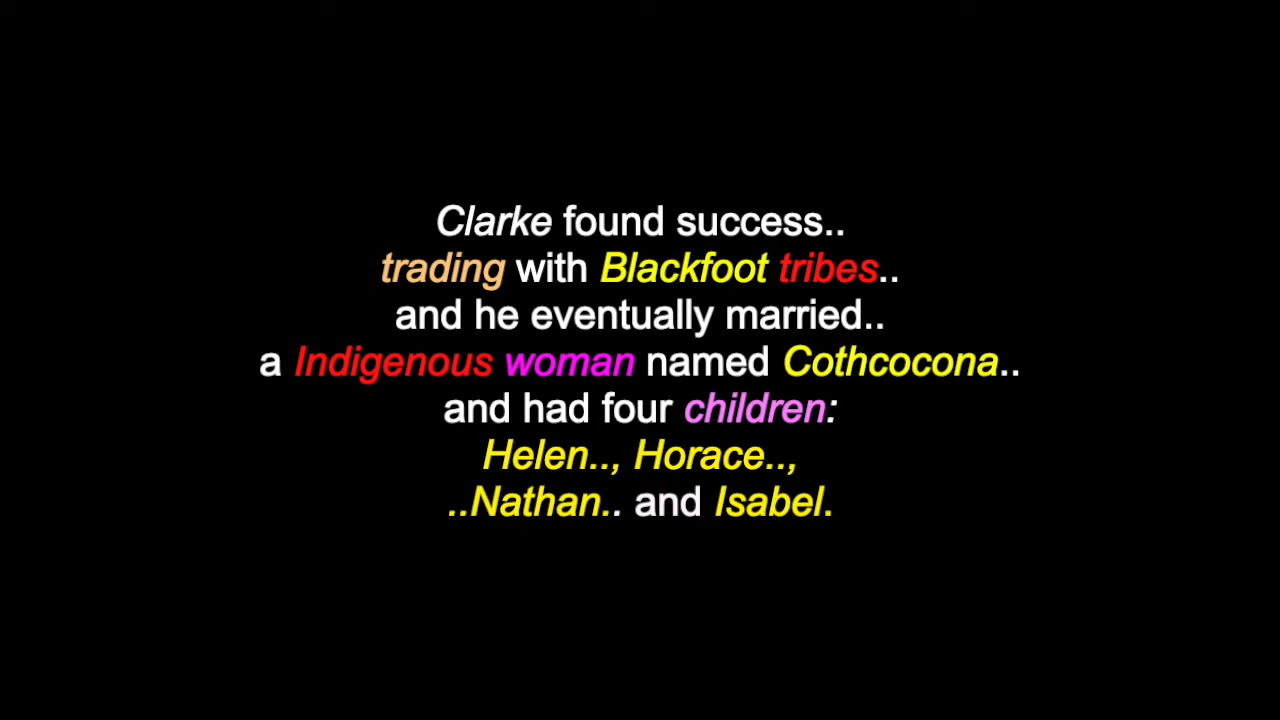 Clarke found success..
trading with Blackfoot tribes..
and he eventually married..
a Indigenous woman named Cothcocona..
and had four children:
Helen.., Horace..,
..Nathan.. and Isabel.